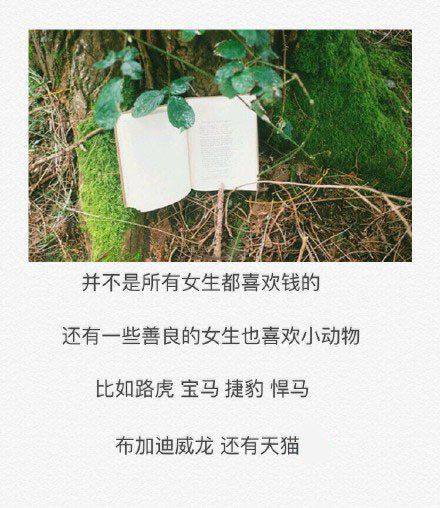 并不是所有女生都喜欢钱的
还有一些善良的女生也喜欢小动物
比如路虎 宝马 捷豹 悍马
布加迪威龙 还有天猫